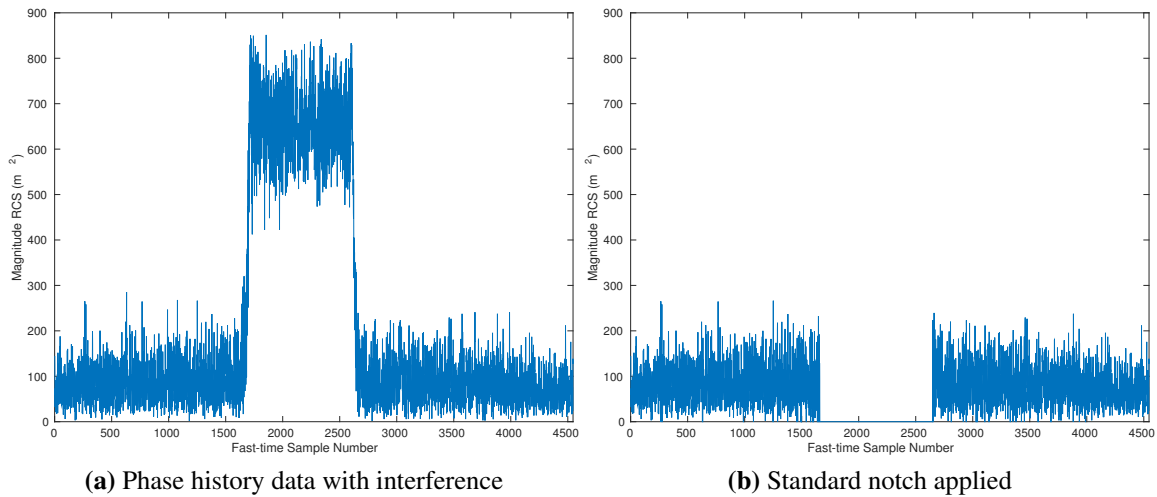 900
800
700
600
500
400
300
200
100
0
Magnitude RCS (m 2)
0 500 1000 1500 2000 2500 3000 3500 4000 4500
Fast-time Sample Number
(a) Phase history data with interference
900
800
700
600
500
400
300
200
100
0
Magnitude RCS (m 2)
0 500 1000 1500 2000 2500 3000 3500 4000 4500
Fast-time Sample Number
(b) Standard notch applied